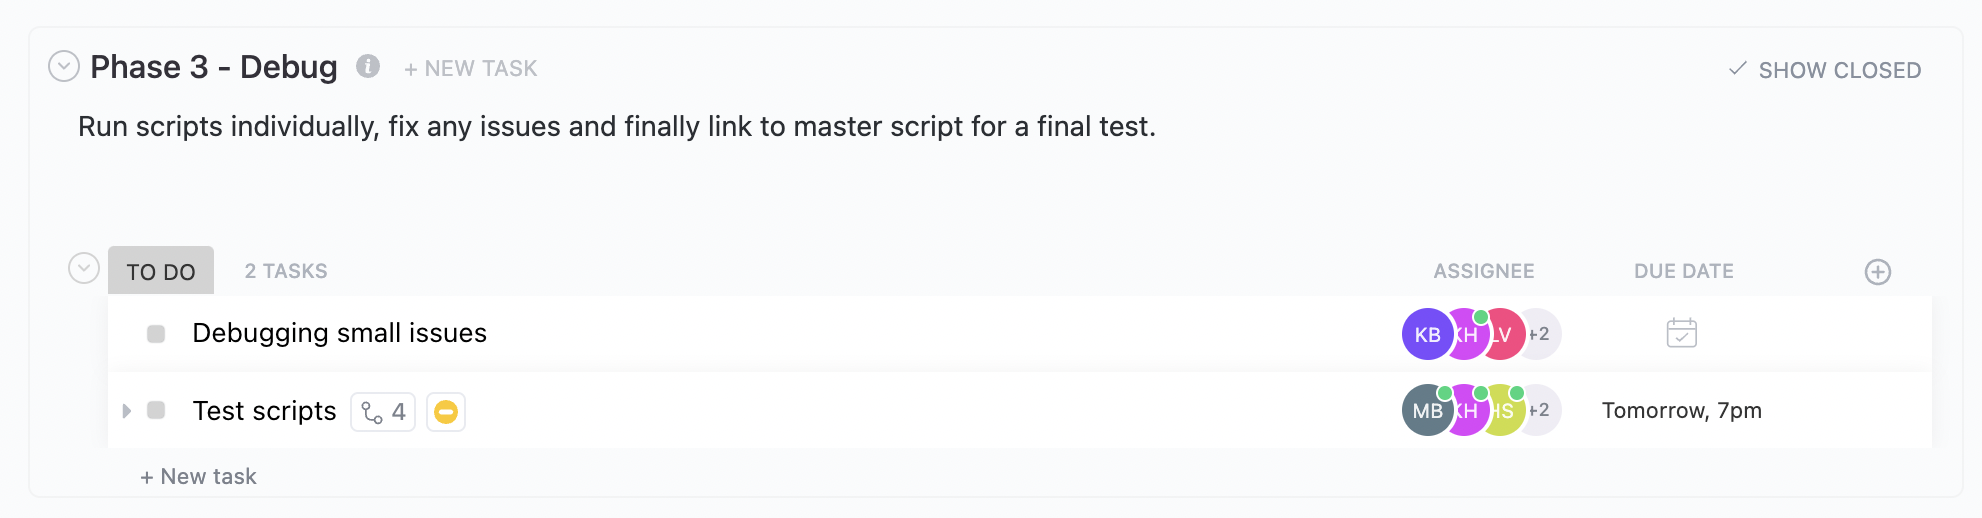 Phase 3 - Debug i + NEW TASK SHOW CLOSED
Run scripts individually, fix any issues and finally link to master script for a final test.
TO DO 2 TASKS ASSIGNEE DUE DATE
Debugging small issues KB KH LV +2
Test scripts 4 MB KH HS +2 Tomorrow, 7pm
+ New task